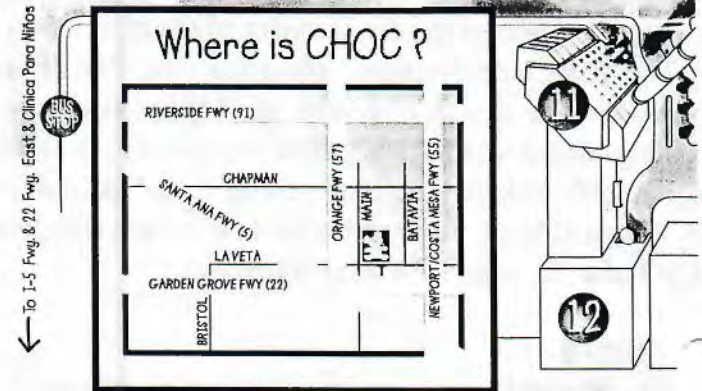 ← To I-5 Fwy. & 22 Fwy. East & Clinica Para Niños
BUS
STOP
Where is CHOC ?
RIVERSIDE FWY (91)
CHAPMAN
SANTA ANA FWY (5)
LA VETA
GARDEN GROVE FWY (22)
BRISTOL
ORANGE FWY (57)
MAIN
BATAVIA
NEWPORT/COSTA MESA FWY (55)
11
12